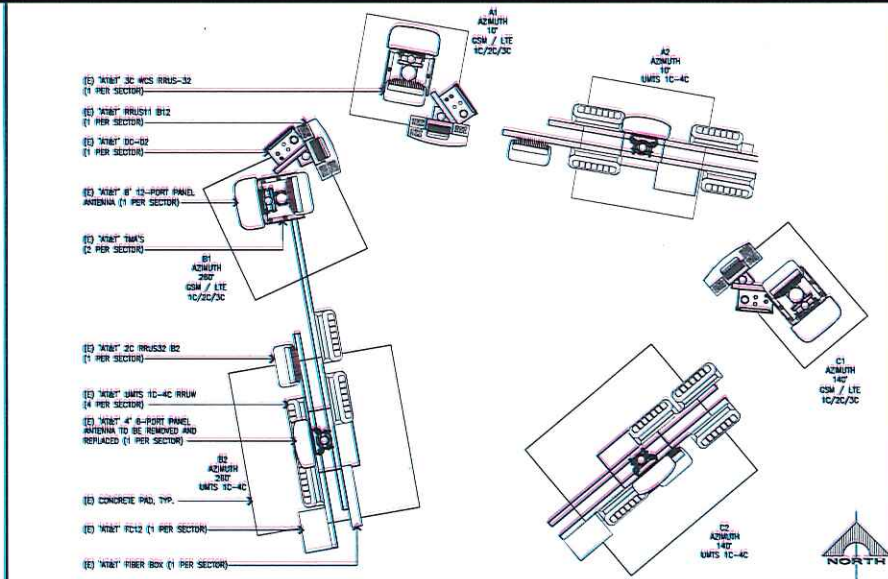 (E) "AT&T" 3C WCS RRUS-32
(1 PER SECTOR)
(E) "AT&T" RRUS11 B12
(1 PER SECTOR)
(E) "AT&T" DC-02
(1 PER SECTOR)
(E) "AT&T" 8' 12-PORT PANEL
ANTENNA (1 PER SECTOR)
(E) "AT&T" TMA'S
(2 PER SECTOR)
B1
AZIMUTH
260°
GSM / LTE
1C/2C/3C
(E) "AT&T" 2C RRUS32 B2
(1 PER SECTOR)
(E) "AT&T" UMTS 1C-4C RRUW
(4 PER SECTOR)
(E) "AT&T" 4' 6-PORT PANEL
ANTENNA TO BE REMOVED AND
REPLACED (1 PER SECTOR)
B2
AZIMUTH
260°
UMTS 1C-4C
(E) CONCRETE PAD, TYP.
(E) "AT&T" FC12 (1 PER SECTOR)
(E) "AT&T" FIBER BOX (1 PER SECTOR)
A1
AZIMUTH
10°
GSM / LTE
1C/2C/3C
A2
AZIMUTH
10°
UMTS 1C-4C
C1
AZIMUTH
140°
GSM / LTE
1C/2C/3C
C2
AZIMUTH
140°
UMTS 1C-4C
NORTH